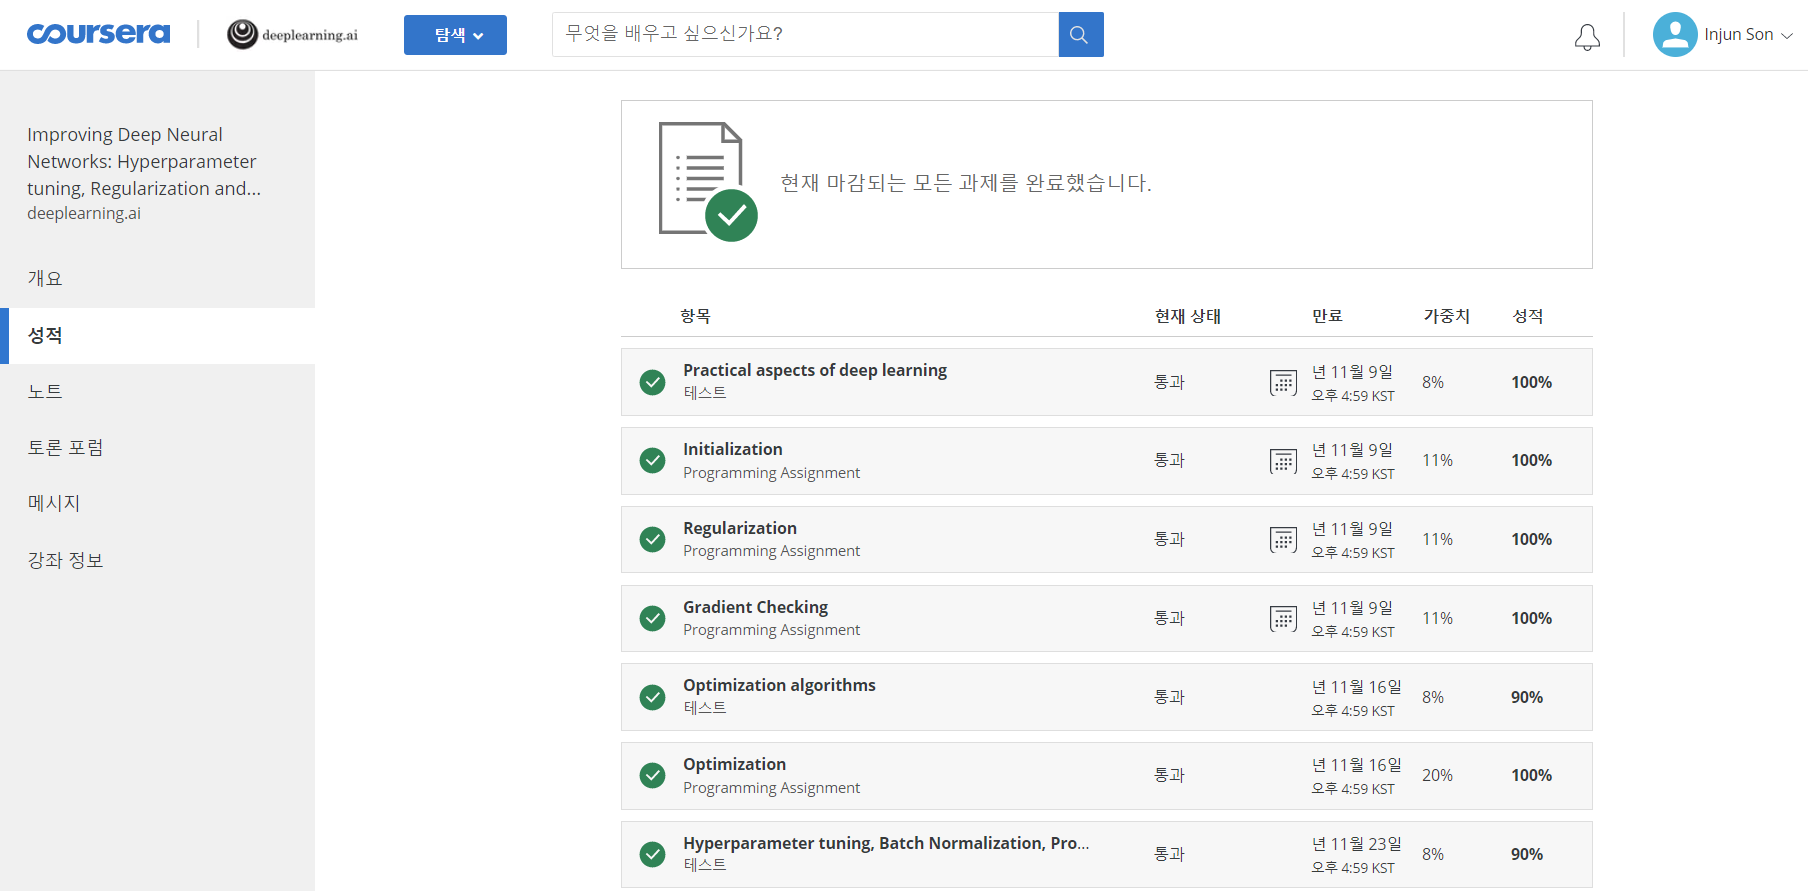 coursera
deeplearning.ai
탐색
무엇을 배우고 싶으신가요?
Injun Son
Improving Deep Neural
Networks: Hyperparameter
tuning, Regularization and...
deeplearning.ai
개요
성적
노트
토론 포럼
메시지
강좌 정보
현재 마감되는 모든 과제를 완료했습니다.
항목 현재 상태 만료 가중치 성적
Practical aspects of deep learning
테스트
통과
년 11월 9일
오후 4:59 KST
8%
100%
Initialization
Programming Assignment
통과
년 11월 9일
오후 4:59 KST
11%
100%
Regularization
Programming Assignment
통과
년 11월 9일
오후 4:59 KST
11%
100%
Gradient Checking
Programming Assignment
통과
년 11월 9일
오후 4:59 KST
11%
100%
Optimization algorithms
테스트
통과
년 11월 16일
오후 4:59 KST
8%
90%
Optimization
Programming Assignment
통과
년 11월 16일
오후 4:59 KST
20%
100%
Hyperparameter tuning, Batch Normalization, Pro...
테스트
통과
년 11월 23일
오후 4:59 KST
8%
90%